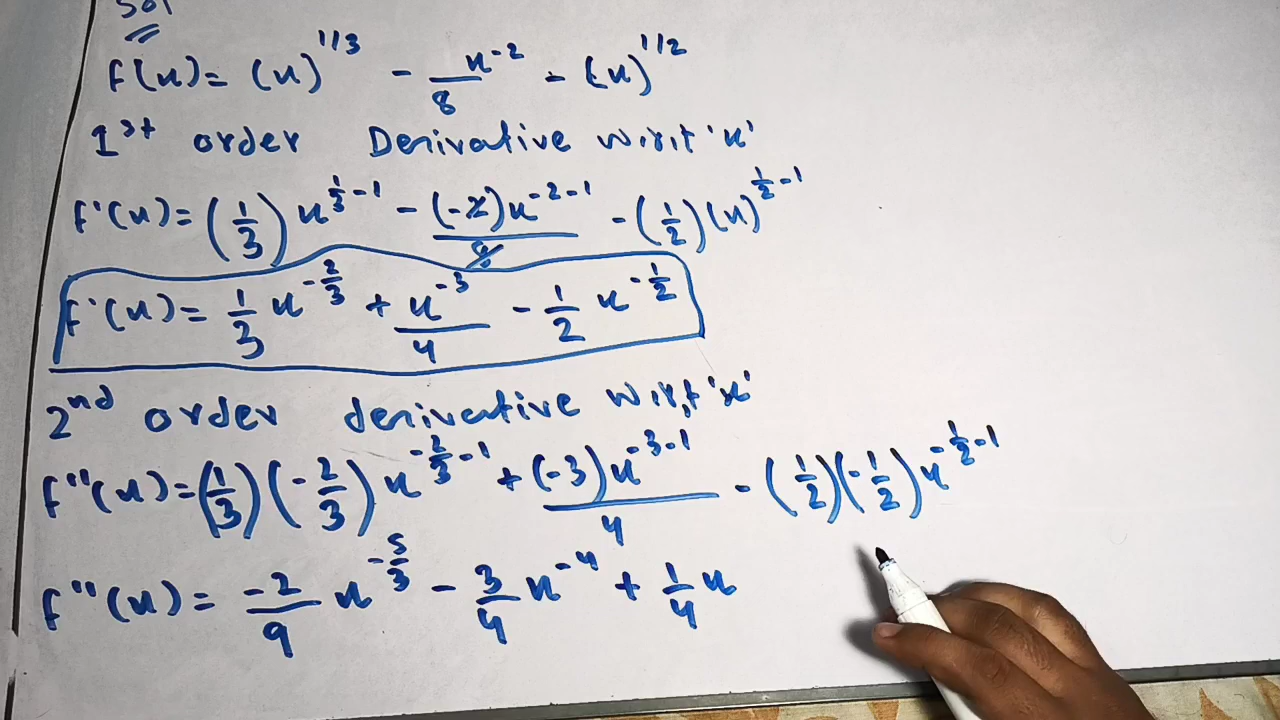 Sol
f(x) = (x)^{1/3} - x^{-2}/8 - (x)^{1/2}
1st order Derivative w.r.t 'x'
f'(x) = (1/3) x^{1/3 - 1} - (-2)x^{-2-1}/8 - (1/2)(x)^{1/2 - 1}
f'(x) = 1/3 x^{-2/3} + x^{-3}/4 - 1/2 x^{-1/2}
2nd order derivative w.r.t 'x'
f''(x) = (1/3)(-2/3) x^{-2/3 - 1} + (-3)x^{-3-1}/4 - (1/2)(-1/2) x^{-1/2 - 1}
f''(x) = -2/9 x^{-5/3} - 3/4 x^{-4} + 1/4 x